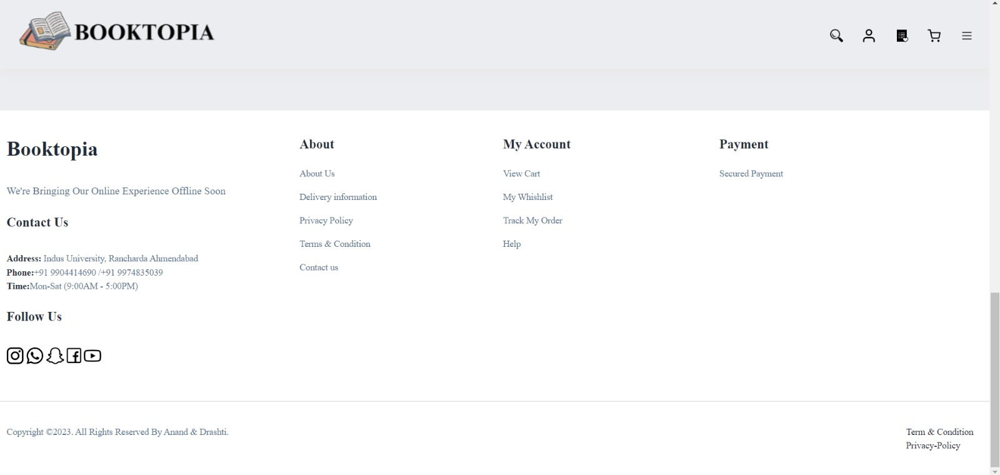 BOOKTOPIA
Booktopia
We're Bringing Our Online Experience Offline Soon
Contact Us
Address: Indus University, Rancharda Ahmendabad
Phone:+91 9904414690 /+91 9974835039
Time:Mon-Sat (9:00AM - 5:00PM)
Follow Us
About
About Us
Delivery information
Privacy Policy
Terms & Condition
Contact us
My Account
View Cart
My Whishlist
Track My Order
Help
Payment
Secured Payment
Copyright ©2023. All Rights Reserved By Anand & Drashti.
Term & Condition
Privacy-Policy